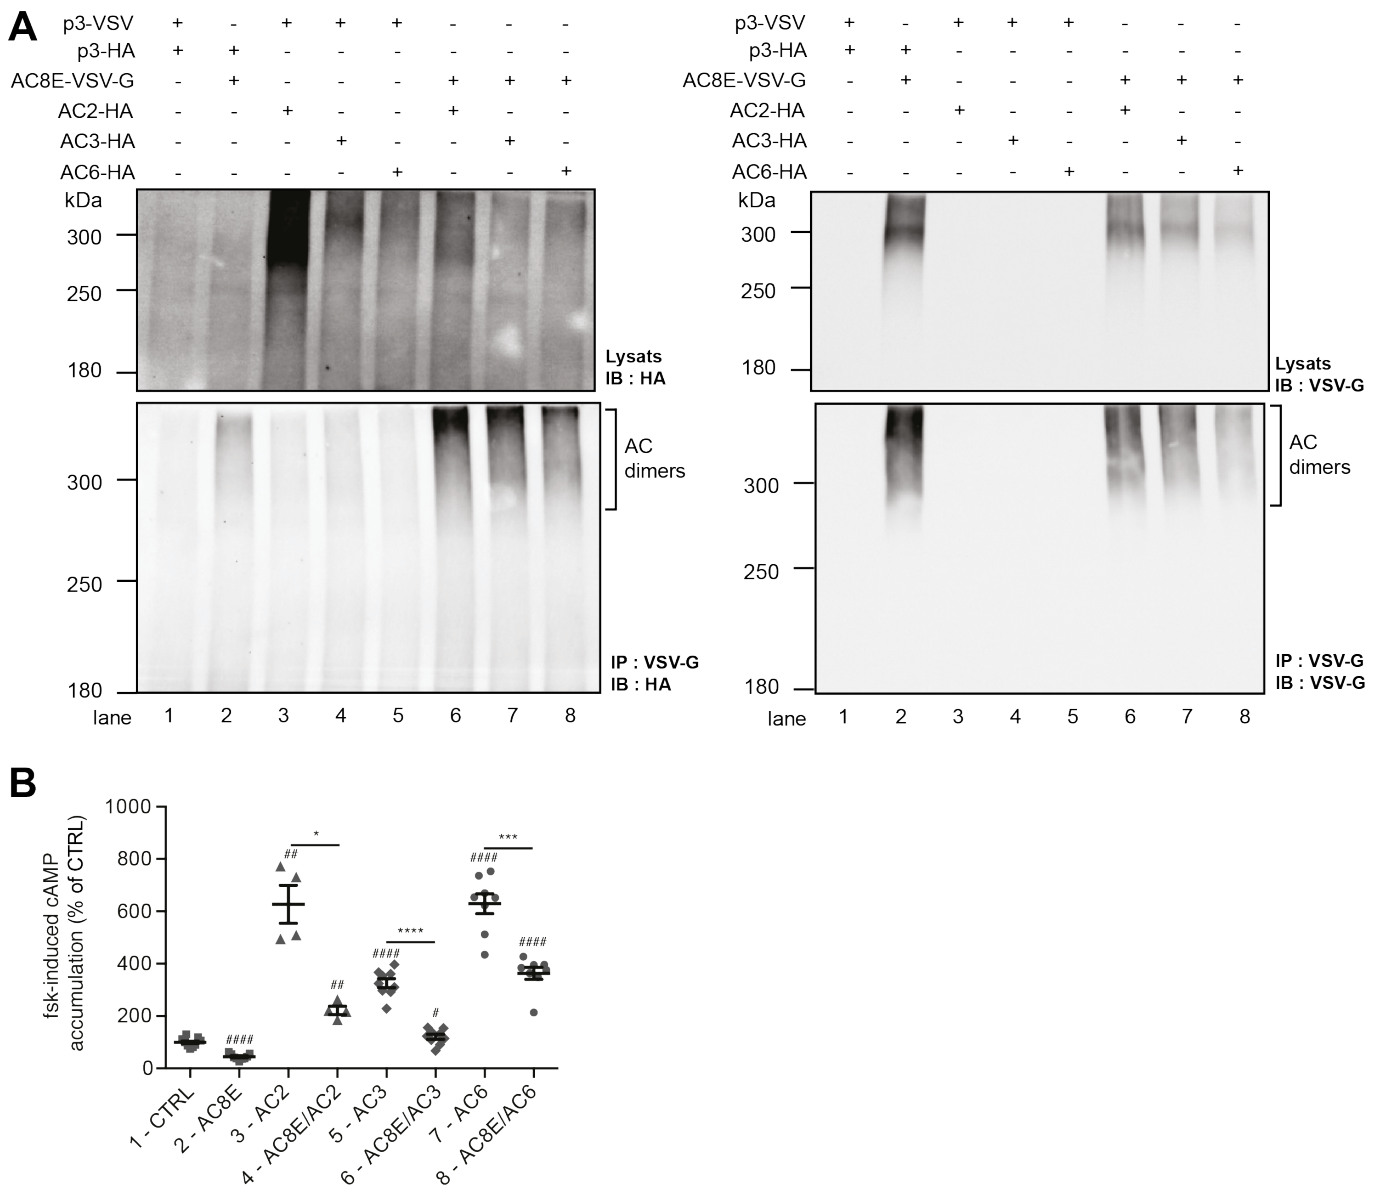 A
p3-VSV + - + + + - - -
p3-HA + + - - - - - -
AC8E-VSV-G - + - - - + + +
AC2-HA - - + - - + - -
AC3-HA - - - + - - + -
AC6-HA - - - - + - - +
kDa
300
250
180
Lysats
IB : HA
300
250
180
AC
dimers
IP : VSV-G
IB : HA
lane 1 2 3 4 5 6 7 8
p3-VSV + - + + + - - -
p3-HA + + - - - - - -
AC8E-VSV-G - + - - - + + +
AC2-HA - - + - - + - -
AC3-HA - - - + - - + -
AC6-HA - - - - + - - +
kDa
300
250
180
Lysats
IB : VSV-G
300
250
180
AC
dimers
IP : VSV-G
IB : VSV-G
lane 1 2 3 4 5 6 7 8
B
fsk-induced cAMP
accumulation (% of CTRL)
1000
800
600
400
200
0
####
##
*
##
####
****
#
####
***
####
1 - CTRL
2 - AC8E
3 - AC2
4 - AC8E/AC2
5 - AC3
6 - AC8E/AC3
7 - AC6
8 - AC8E/AC6